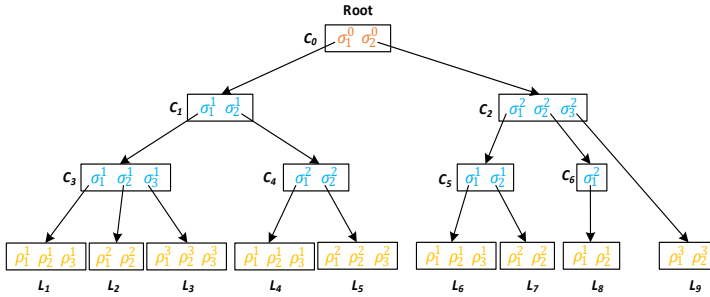 Root
C₀ σ₁⁰ σ₂⁰
C₁ σ₁¹ σ₂¹ C₂ σ₁² σ₂² σ₃²
C₃ σ₁¹ σ₂¹ σ₃¹ C₄ σ₁² σ₂² C₅ σ₁¹ σ₂¹ C₆ σ₁²
ρ₁¹ ρ₂¹ ρ₃¹ ρ₁² ρ₂² ρ₁³ ρ₂³ ρ₃³ ρ₁¹ ρ₂¹ ρ₃¹ ρ₁² ρ₂² ρ₃² ρ₁¹ ρ₂¹ ρ₃¹ ρ₁² ρ₂² ρ₁¹ ρ₂¹ ρ₁³ ρ₂³
L₁ L₂ L₃ L₄ L₅ L₆ L₇ L₈ L₉